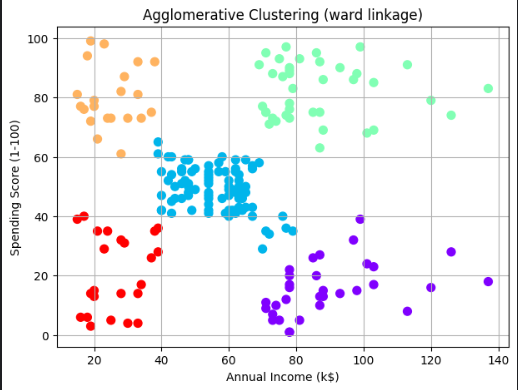 Agglomerative Clustering (ward linkage)
100
80
60
40
20
0
Spending Score (1-100)
20 40 60 80 100 120 140
Annual Income (k$)